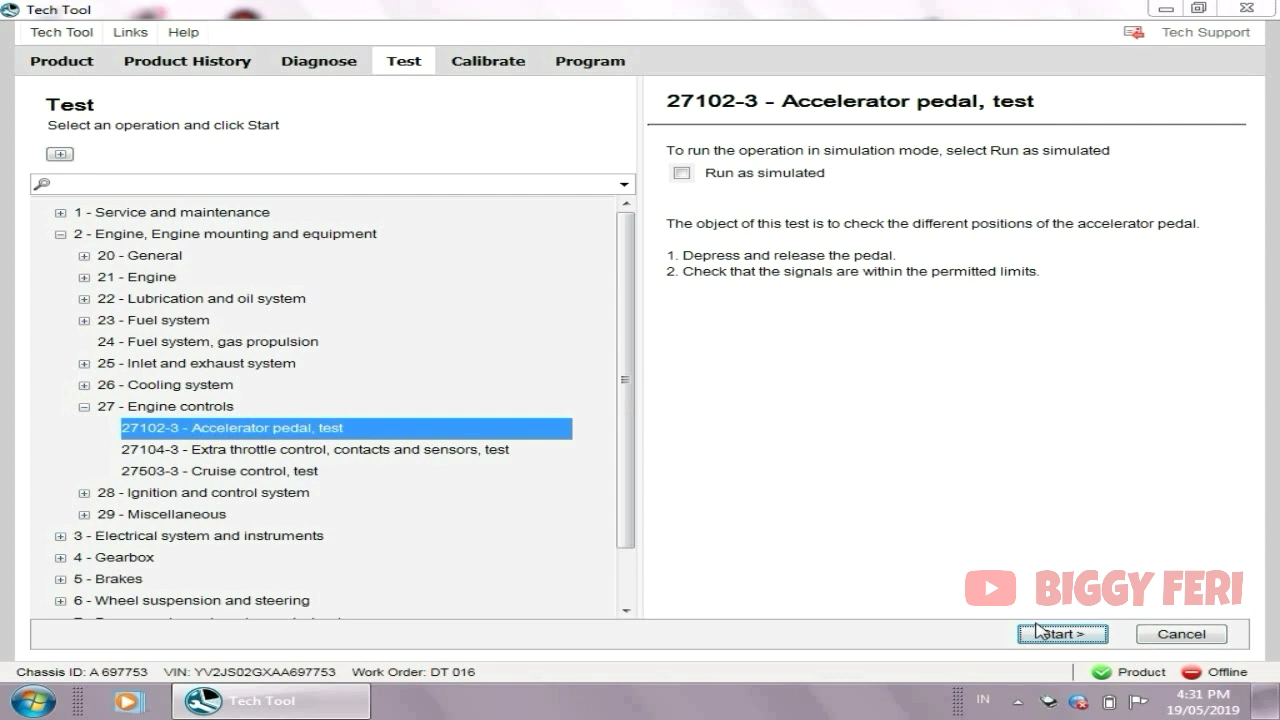 Tech Tool
Tech Tool Links Help Tech Support
Product Product History Diagnose Test Calibrate Program
Test
Select an operation and click Start
1 - Service and maintenance
2 - Engine, Engine mounting and equipment
20 - General
21 - Engine
22 - Lubrication and oil system
23 - Fuel system
24 - Fuel system, gas propulsion
25 - Inlet and exhaust system
26 - Cooling system
27 - Engine controls
27102-3 - Accelerator pedal, test
27104-3 - Extra throttle control, contacts and sensors, test
27503-3 - Cruise control, test
28 - Ignition and control system
29 - Miscellaneous
3 - Electrical system and instruments
4 - Gearbox
5 - Brakes
6 - Wheel suspension and steering
27102-3 - Accelerator pedal, test
To run the operation in simulation mode, select Run as simulated
Run as simulated
The object of this test is to check the different positions of the accelerator pedal.
1. Depress and release the pedal.
2. Check that the signals are within the permitted limits.
BIGGY FERI
Start > Cancel
Chassis ID: A 697753 VIN: YV2JS02GXAA697753 Work Order: DT 016 Product Offline
Tech Tool IN 4:31 PM
19/05/2019